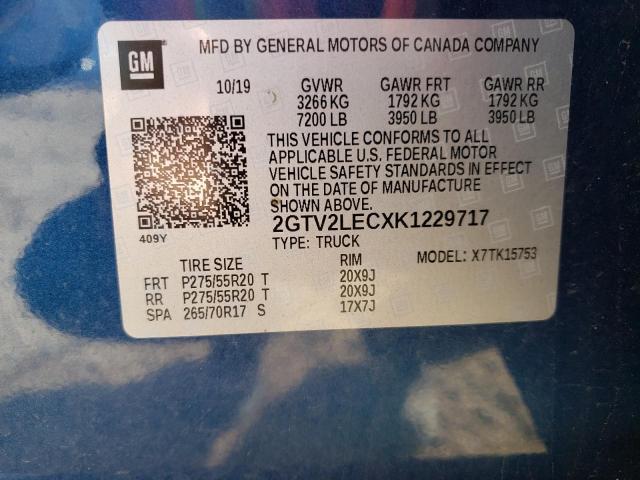 GM
MFD BY GENERAL MOTORS OF CANADA COMPANY
10/19 GVWR GAWR FRT GAWR RR
3266 KG 1792 KG 1792 KG
7200 LB 3950 LB 3950 LB
THIS VEHICLE CONFORMS TO ALL
APPLICABLE U.S. FEDERAL MOTOR
VEHICLE SAFETY STANDARDS IN EFFECT
ON THE DATE OF MANUFACTURE
SHOWN ABOVE.
409Y
2GTV2LECXK1229717
TYPE: TRUCK MODEL: X7TK15753
TIRE SIZE RIM
FRT P275/55R20 T 20X9J
RR P275/55R20 T 20X9J
SPA 265/70R17 S 17X7J